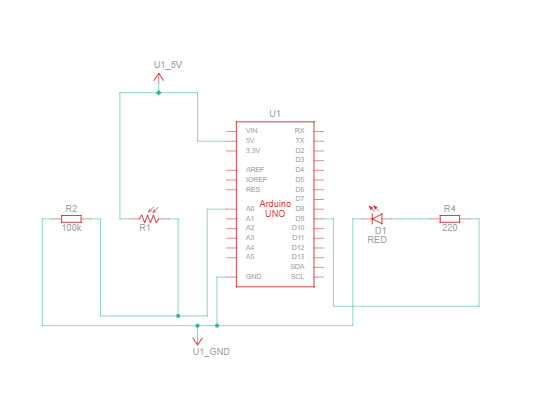 U1_5V
U1
VIN RX
5V TX
3.3V D2
D3
AREF D4
IOREF D5
RES D6
D7
Arduino
UNO
A0 D8
A1 D9
A2 D10
A3 D11
A4 D12
A5 D13
SDA
GND SCL
R2
100k
R1
D1
RED
R4
220
U1_GND